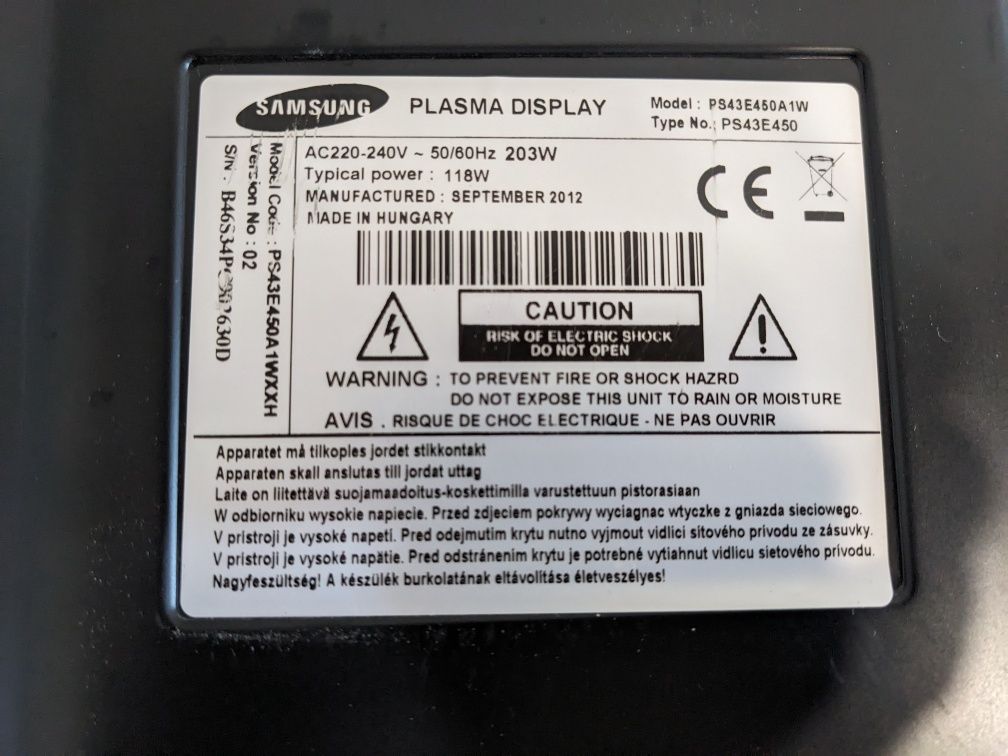 SAMSUNG
PLASMA DISPLAY
Model : PS43E450A1W
Type No.: PS43E450
AC220-240V ~ 50/60Hz 203W
Typical power : 118W
MANUFACTURED : SEPTEMBER 2012
MADE IN HUNGARY
CE
Model Code : PS43E450A1WXXH
Version No : 02
S/N:
CAUTION
RISK OF ELECTRIC SHOCK
DO NOT OPEN
WARNING : TO PREVENT FIRE OR SHOCK HAZRD
DO NOT EXPOSE THIS UNIT TO RAIN OR MOISTURE
AVIS . RISQUE DE CHOC ELECTRIQUE - NE PAS OUVRIR
Apparatet må tilkoples jordet stikkontakt
Apparaten skall anslutas till jordat uttag
Laite on liitettävä suojamaadoitus-koskettimilla varustettuun pistorasiaan
W odbiorniku wysokie napiecie. Przed zdjeciem pokrywy wyciagnac wtyczke z gniazda sieciowego.
V pristroji je vysoké napeti. Pred odejmutim krytu nutno vyjmout vidlici sitového privodu ze zásuvky.
V pristroji je vysoké napätie. Pred odstránením krytu je potrebné vytiahnut vidlicu sietového prívodu.
Nagyfeszültség! A készülék burkolatának eltávolítása életveszélyes!